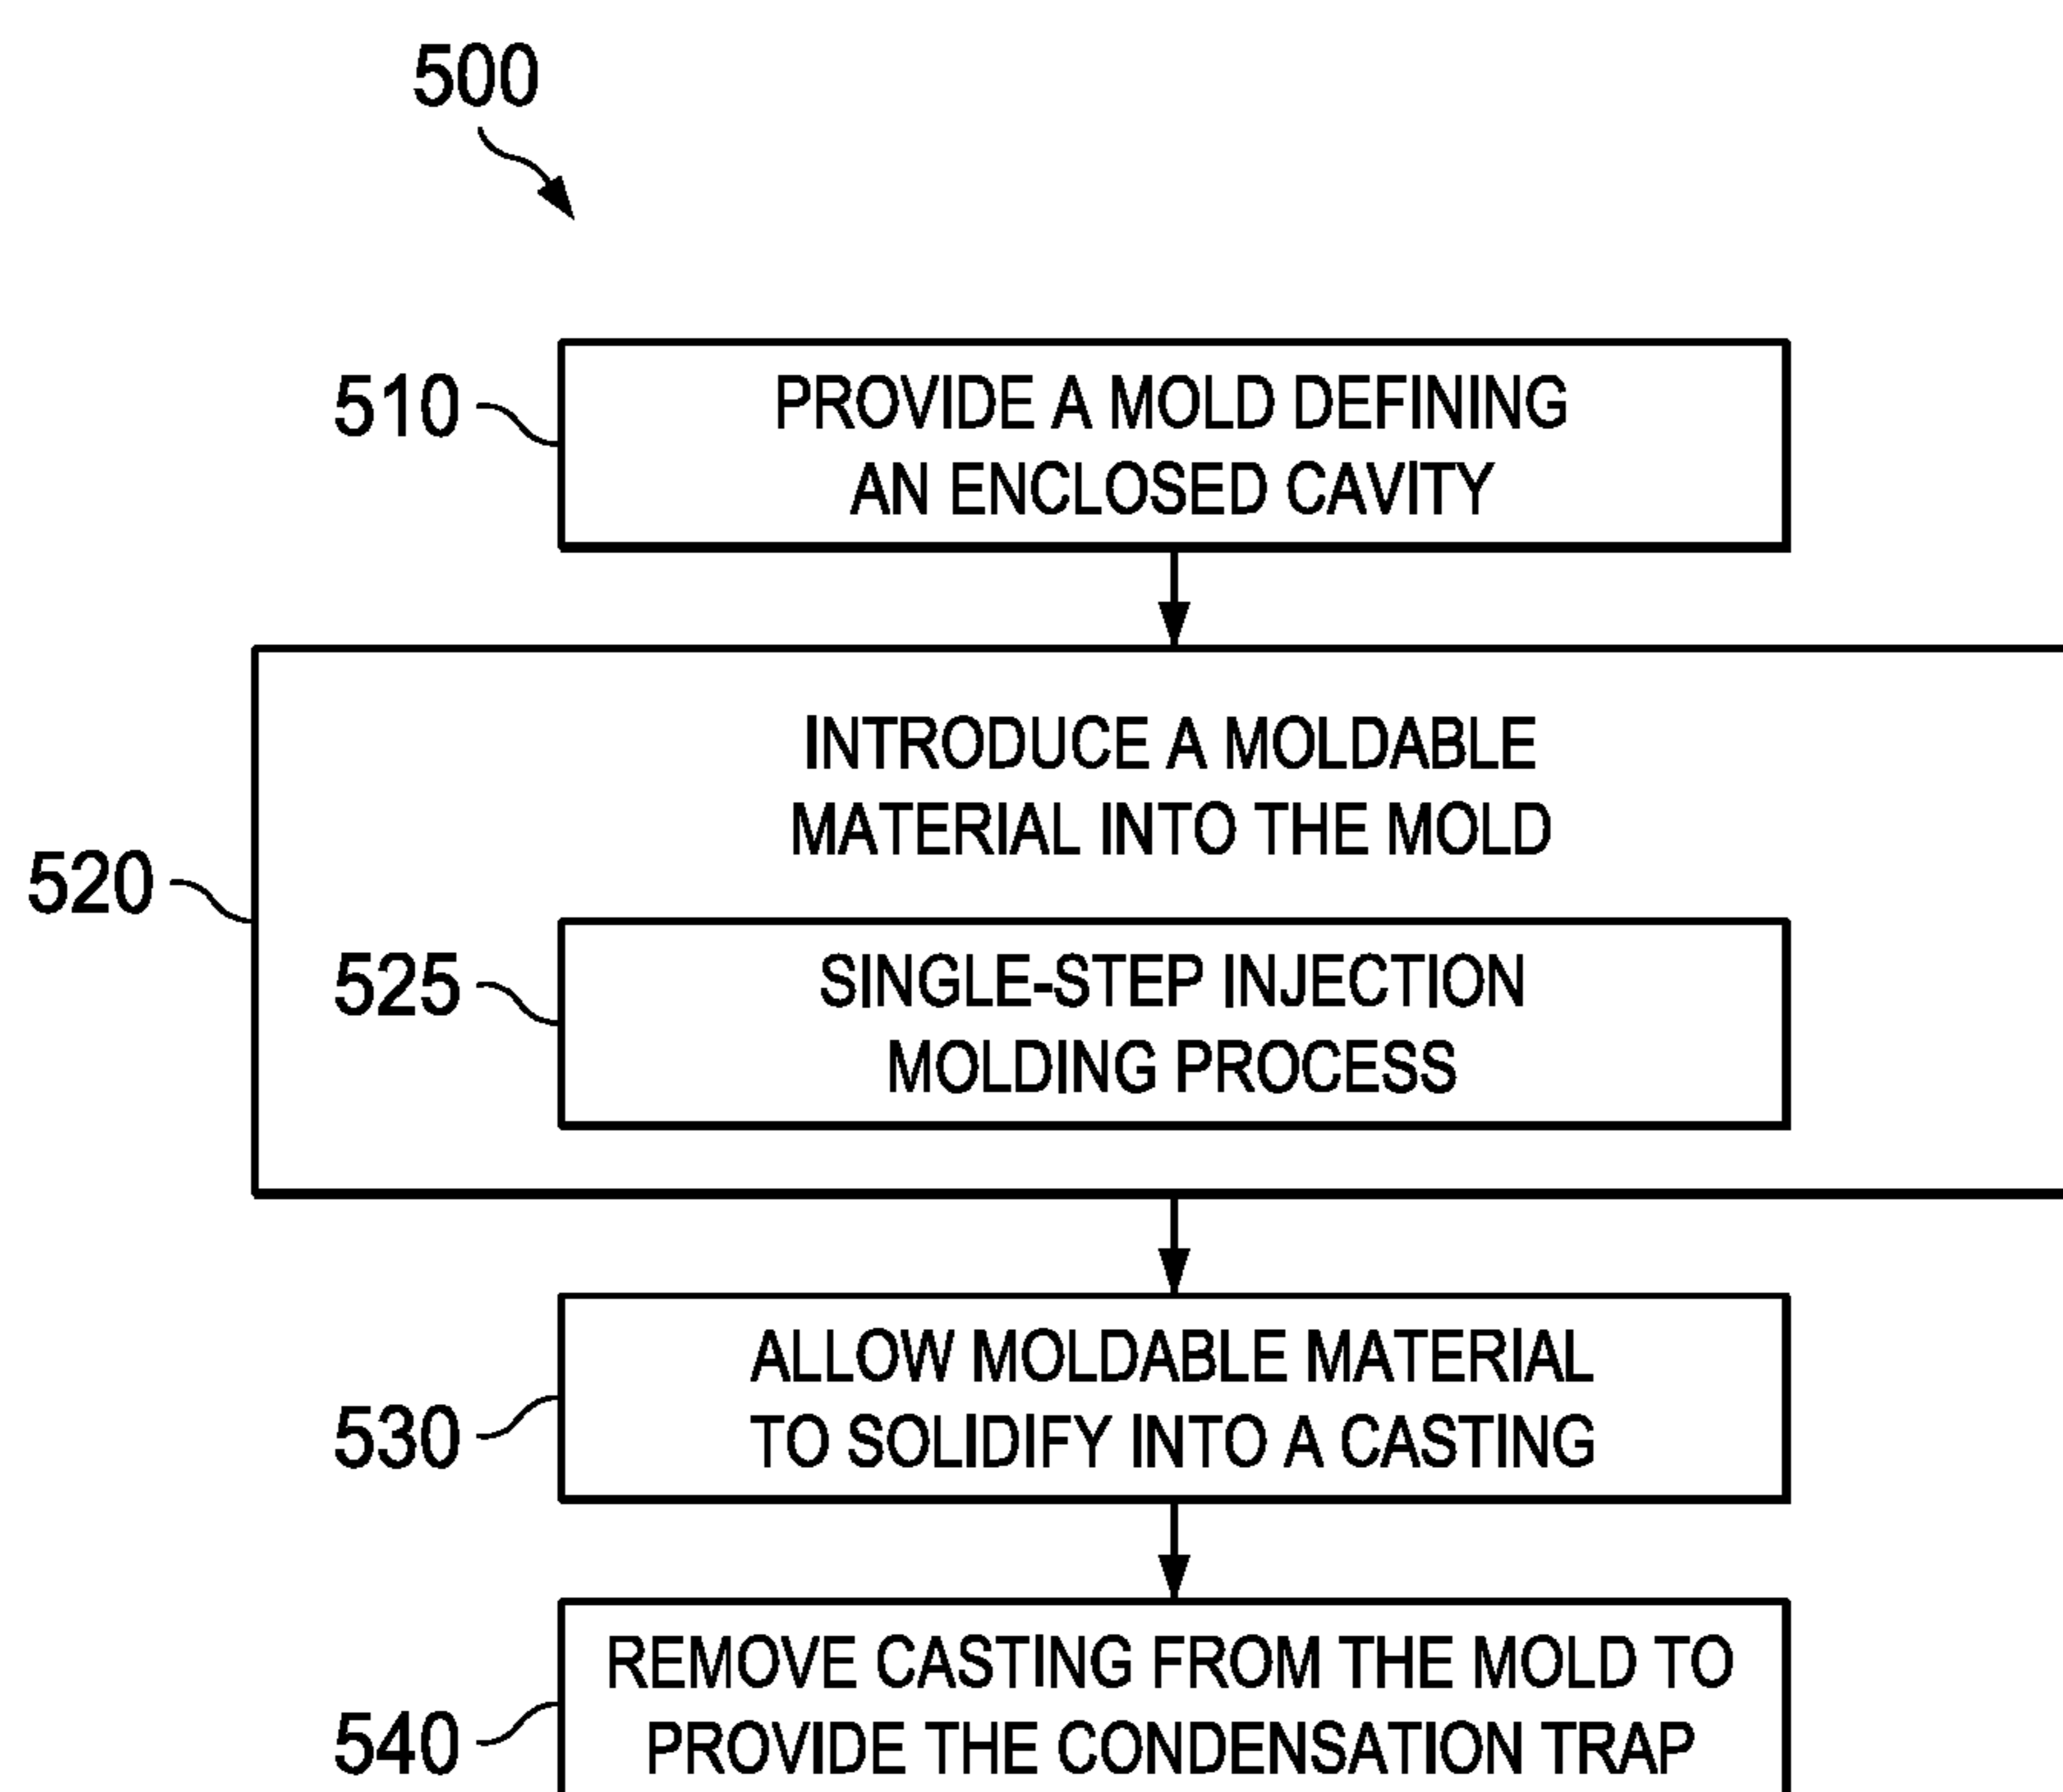 500
510
PROVIDE A MOLD DEFINING
AN ENCLOSED CAVITY
520
INTRODUCE A MOLDABLE
MATERIAL INTO THE MOLD
525
SINGLE-STEP INJECTION
MOLDING PROCESS
530
ALLOW MOLDABLE MATERIAL
TO SOLIDIFY INTO A CASTING
540
REMOVE CASTING FROM THE MOLD TO
PROVIDE THE CONDENSATION TRAP